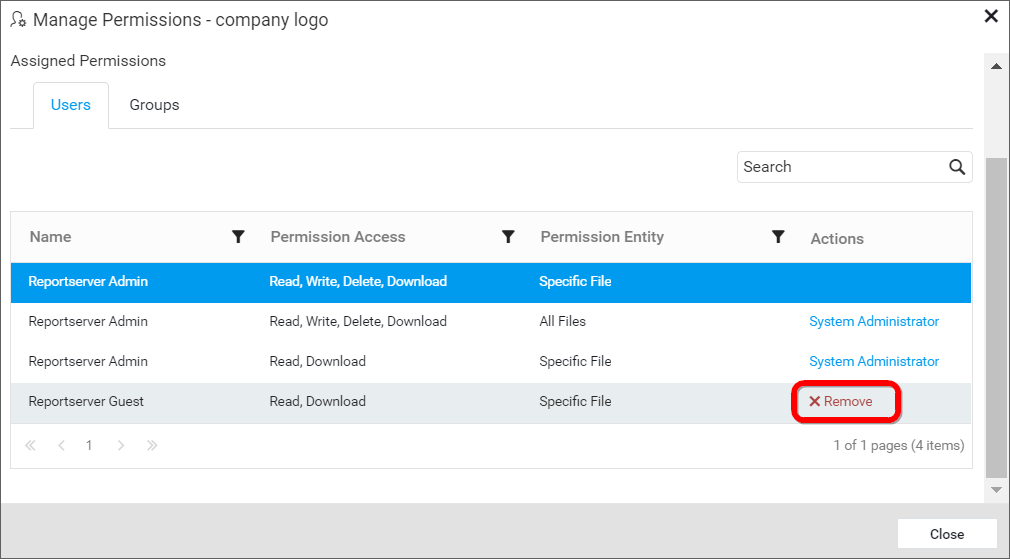 Manage Permissions - company logo
Assigned Permissions
Users Groups
Search
Name Permission Access Permission Entity Actions
Reportserver Admin Read, Write, Delete, Download Specific File
Reportserver Admin Read, Write, Delete, Download All Files System Administrator
Reportserver Admin Read, Download Specific File System Administrator
Reportserver Guest Read, Download Specific File Remove
1 1 of 1 pages (4 items)
Close